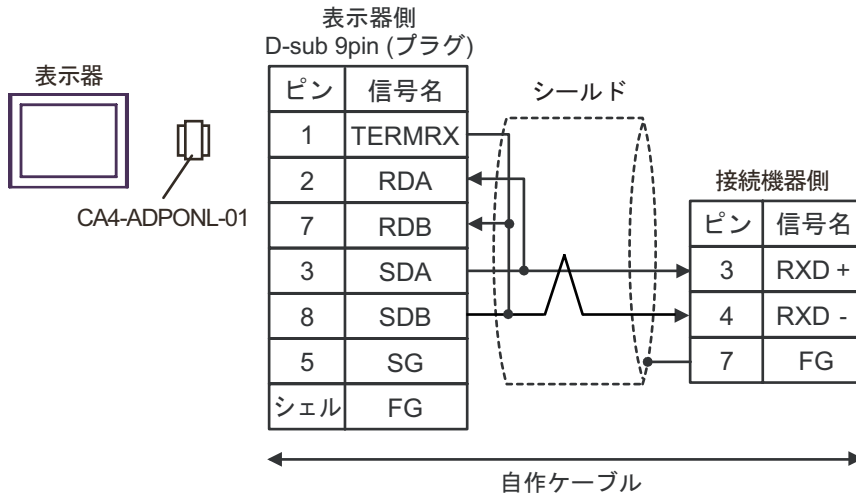 表示器側
D-sub 9pin (プラグ)
表示器
CA4-ADPONL-01
ピン 信号名
1 TERMRX
2 RDA
7 RDB
3 SDA
8 SDB
5 SG
シェル FG
シールド
接続機器側
ピン 信号名
3 RXD +
4 RXD -
7 FG
自作ケーブル